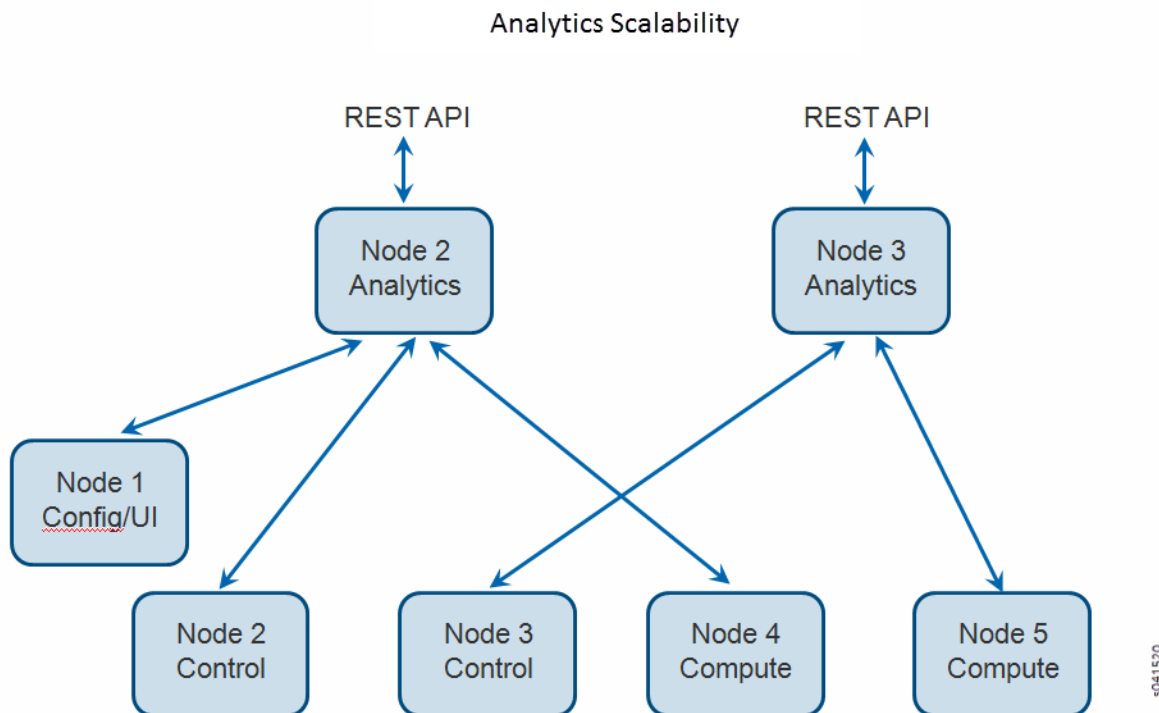 Analytics Scalability
REST API
REST API
Node 2
Analytics
Node 3
Analytics
Node 1
Config/UI
Node 2
Control
Node 3
Control
Node 4
Compute
Node 5
Compute
s041520